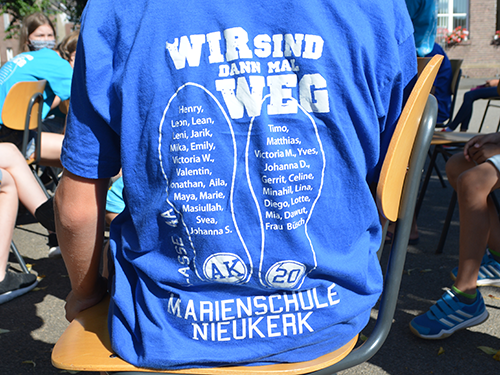 WIR SIND
DANN MAL
WEG
Henry,
Leon, Lean,
Leni, Jarik,
Mika, Emily,
Victoria W.,
Valentin,
Jonathan, Aila,
Maya, Marie,
Masiullah,
Svea,
Johanna S.
Timo,
Matthias,
Victoria M., Yves,
Johanna D.,
Gerrit, Celine,
Minahil, Lina,
Diego, Lotte,
Mia, Dawut,
Frau Büsch
KLASSE 4A
AK
20
MARIENSCHULE
NIEUKERK